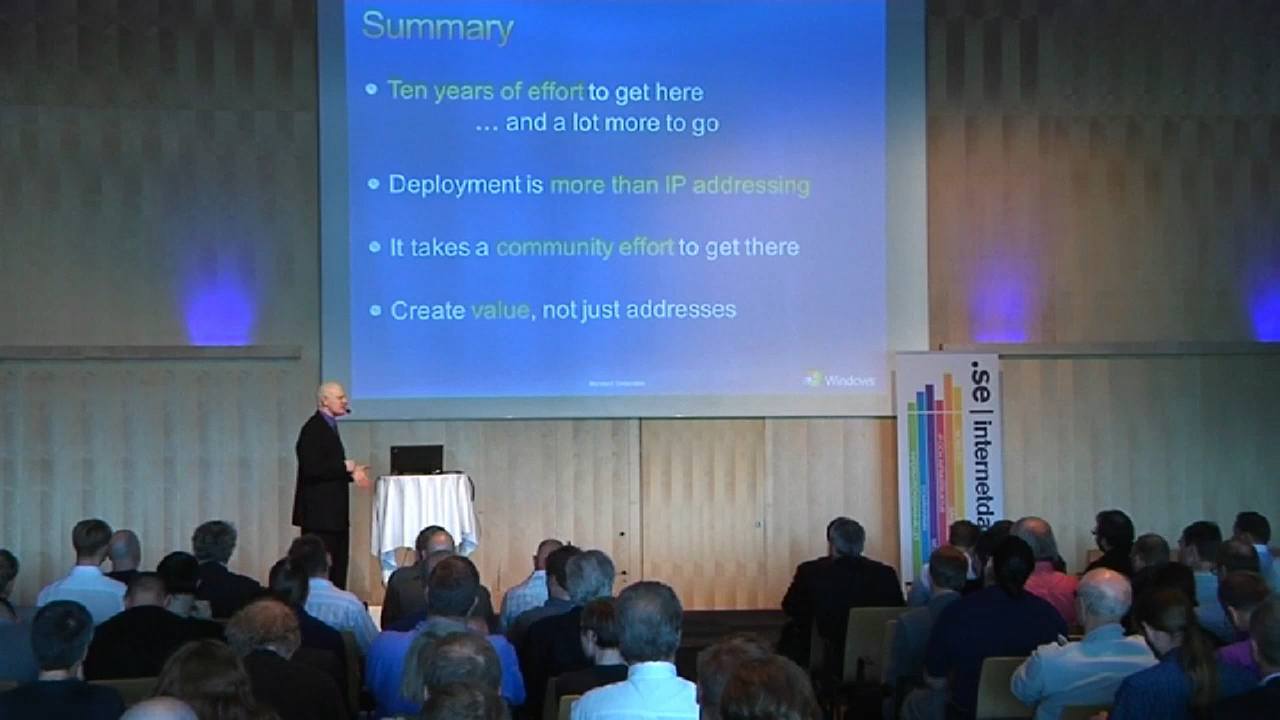 Summary
Ten years of effort to get here
... and a lot more to go
Deployment is more than IP addressing
It takes a community effort to get there
Create value, not just addresses
Windows
.se | internetda